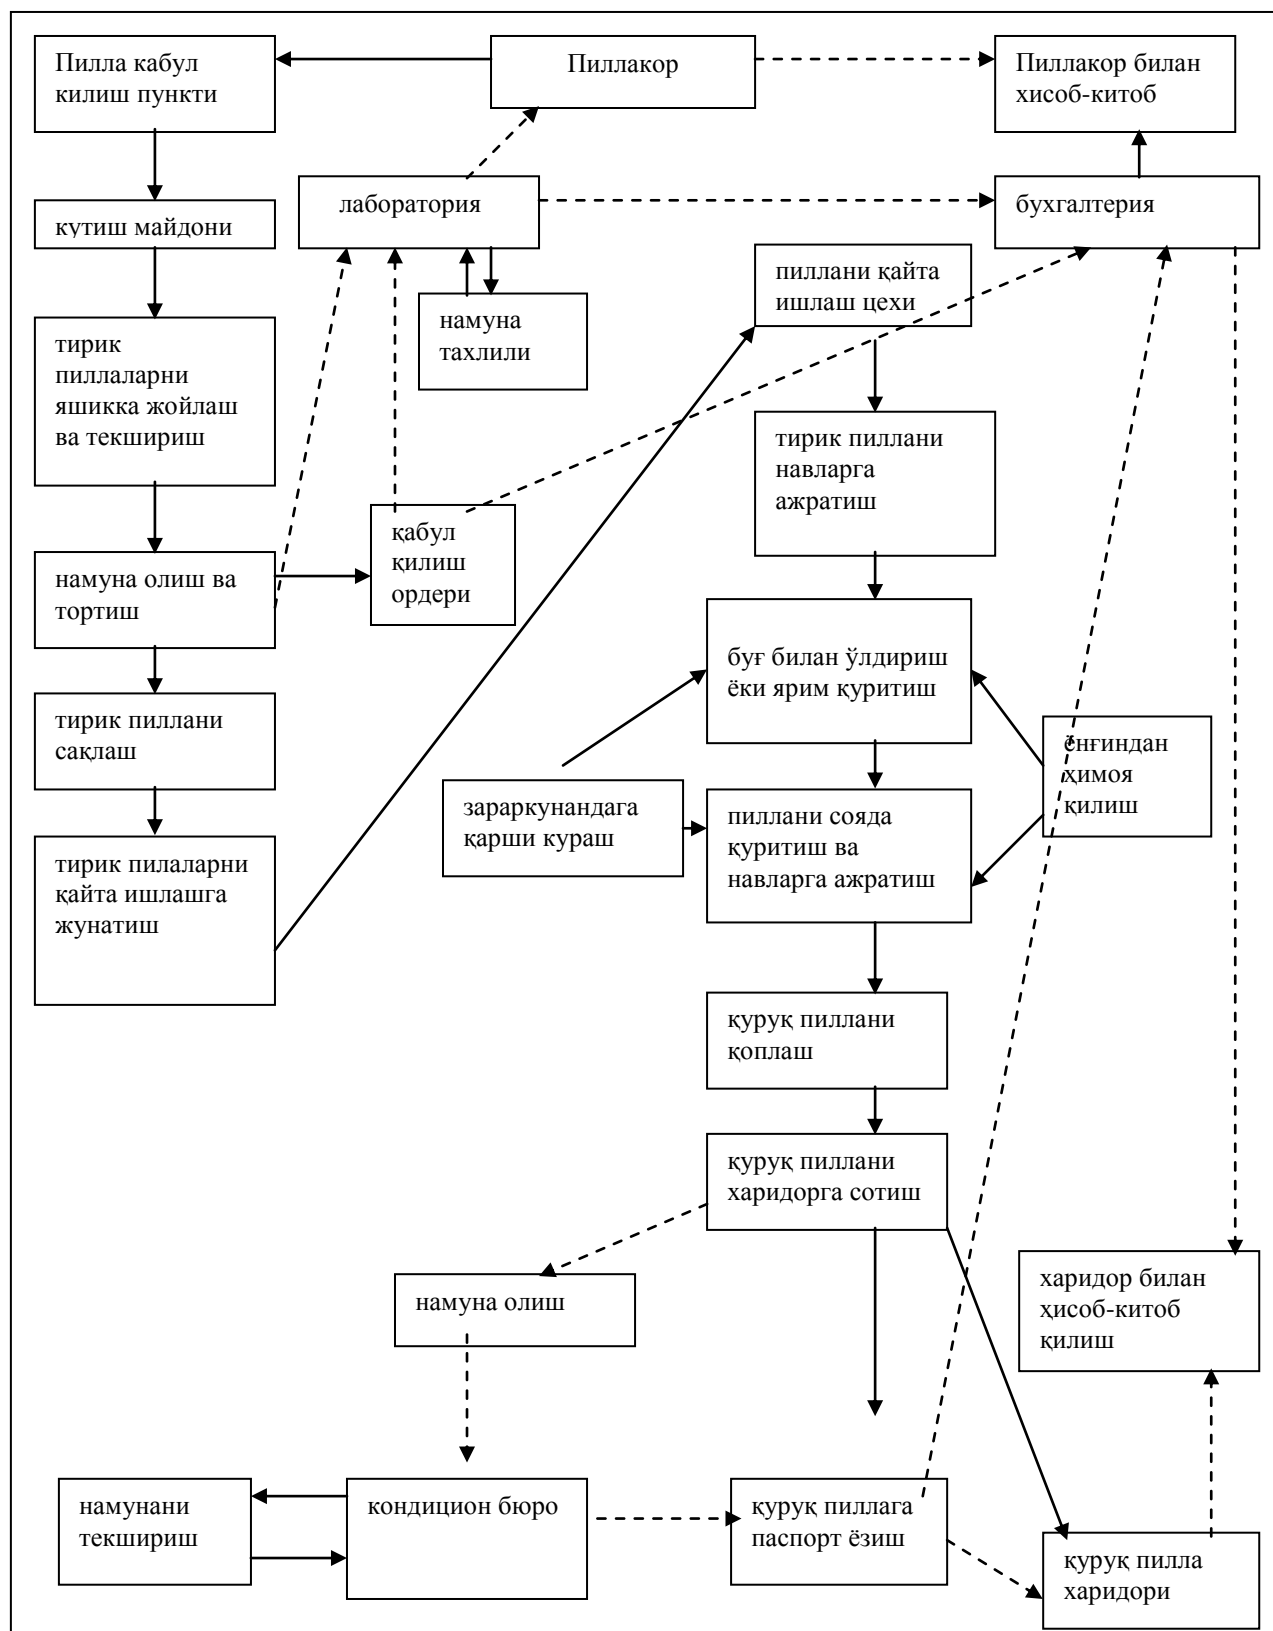 Пилла кабул
килиш пункти
Пиллакор
Пиллакор билан
хисоб-китоб
кутиш майдони
лаборатория
бухгалтерия
намуна
тахлили
пиллани қайта
ишлаш цехи
тирик
пиллаларни
яшикка жойлаш
ва текшириш
тирик пиллани
навларга
ажратиш
намуна олиш ва
тортиш
қабул
қилиш
ордери
буғ билан ўлдириш
ёки ярим қуритиш
тирик пиллани
сақлаш
ёнғиндан
ҳимоя
қилиш
зараркунандага
қарши кураш
пиллани сояда
қуритиш ва
навларга ажратиш
тирик пилаларни
қайта ишлашга
жунатиш
қуруқ пиллани
қоплаш
қуруқ пиллани
харидорга сотиш
намуна олиш
харидор билан
ҳисоб-китоб
қилиш
намунани
текшириш
кондицион бюро
қуруқ пиллага
паспорт ёзиш
қуруқ пилла
харидори